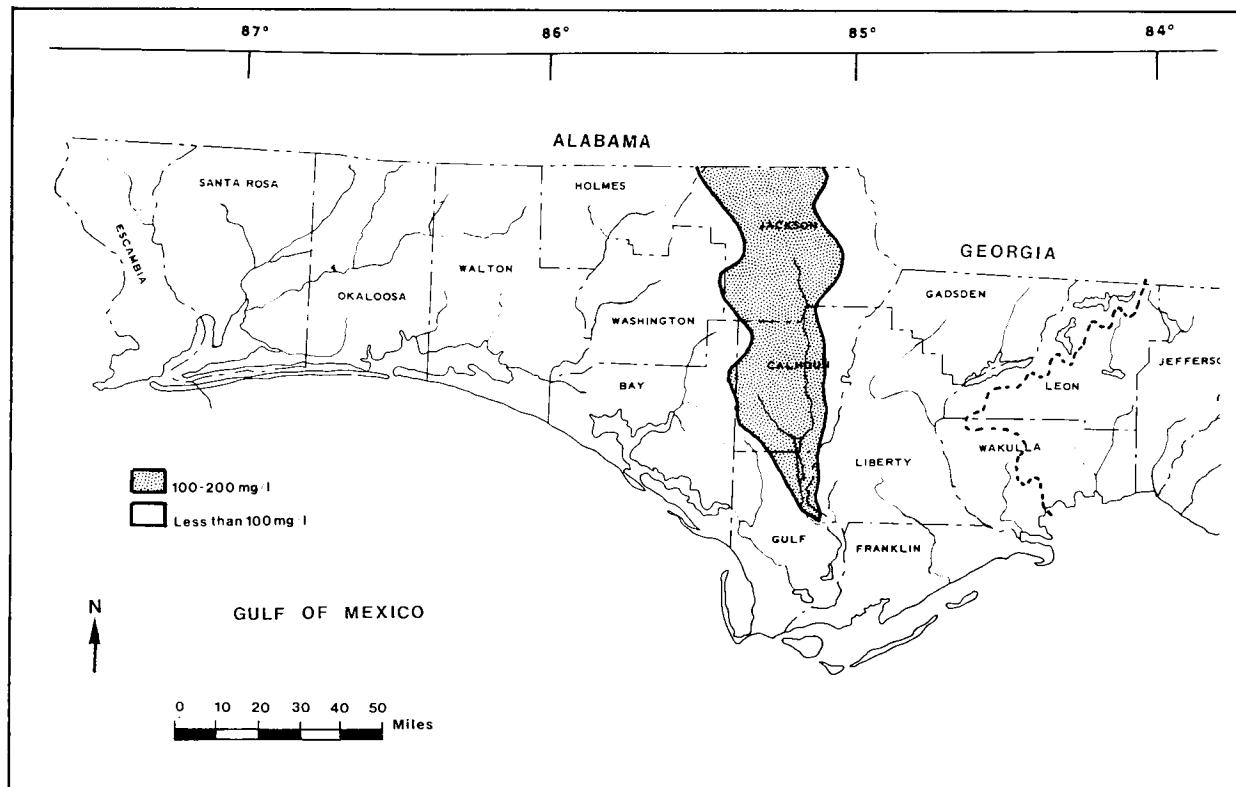 87° 86° 85° 84°
ALABAMA
SANTA ROSA
HOLMES
ESCAMBIA
JACKSON
GEORGIA
WALTON
OKALOOSA
GADSDEN
WASHINGTON
CALHOUN
BAY
LEON
JEFFERSO
WAKULLA
LIBERTY
100-200 mg/l
Less than 100 mg/l
GULF
FRANKLIN
N
GULF OF MEXICO
0 10 20 30 40 50
Miles